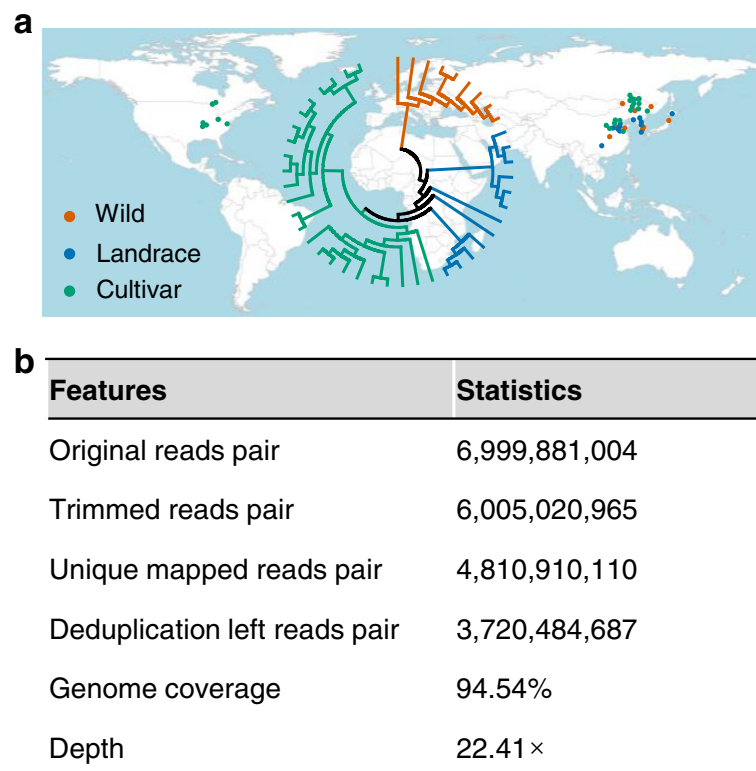 a
Wild
Landrace
Cultivar
b
Features Statistics
Original reads pair 6,999,881,004
Trimmed reads pair 6,005,020,965
Unique mapped reads pair 4,810,910,110
Deduplication left reads pair 3,720,484,687
Genome coverage 94.54%
Depth 22.41×